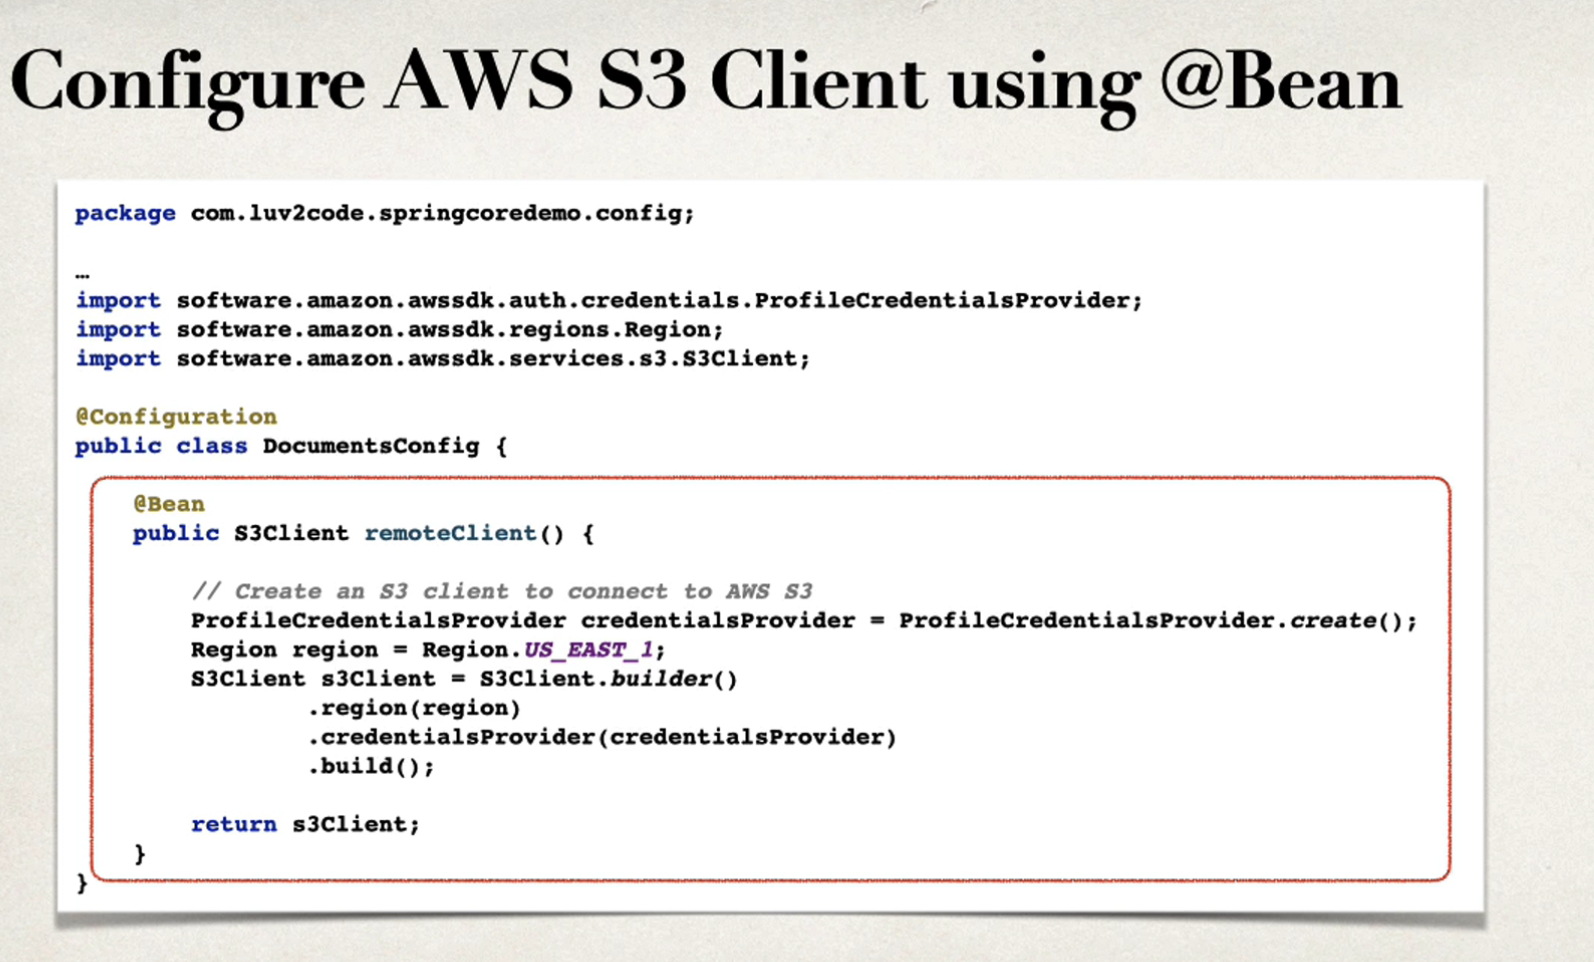 Configure AWS S3 Client using @Bean
package com.luv2code.springcoredemo.config;
…
import software.amazon.awssdk.auth.credentials.ProfileCredentialsProvider;
import software.amazon.awssdk.regions.Region;
import software.amazon.awssdk.services.s3.S3Client;
@Configuration
public class DocumentsConfig {
@Bean
public S3Client remoteClient() {
// Create an S3 client to connect to AWS S3
ProfileCredentialsProvider credentialsProvider = ProfileCredentialsProvider.create();
Region region = Region.US_EAST_1;
S3Client s3Client = S3Client.builder()
.region(region)
.credentialsProvider(credentialsProvider)
.build();
return s3Client;
}
}